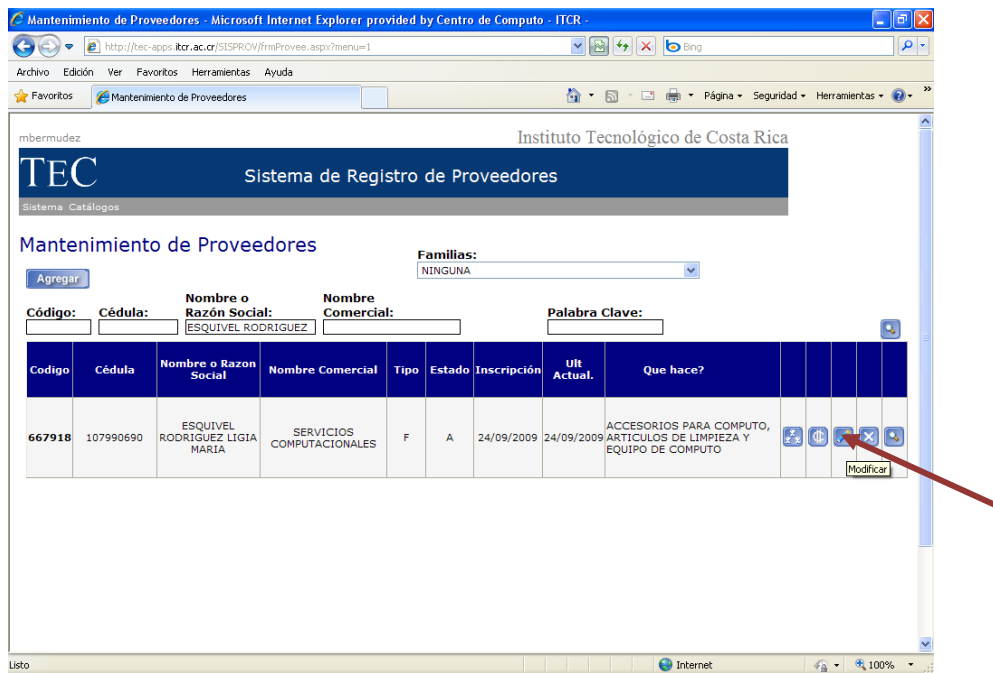 Mantenimiento de Proveedores - Microsoft Internet Explorer provided by Centro de Computo - ITCR -
http://tec-apps.itcr.ac.cr/SISPROV/frmProvee.aspx?menu=1
Bing
Archivo Edición Ver Favoritos Herramientas Ayuda
Favoritos Mantenimiento de Proveedores Página Seguridad Herramientas »
mbermudez Instituto Tecnológico de Costa Rica
TEC Sistema de Registro de Proveedores
Sistema Catálogos
Mantenimiento de Proveedores
Familias:
NINGUNA
Agregar
Código: Cédula: Nombre o Razón Social: Nombre Comercial: Palabra Clave:
ESQUIVEL RODRIGUEZ
Codigo Cédula Nombre o Razon Social Nombre Comercial Tipo Estado Inscripción Ult Actual. Que hace?
667918 107990690 ESQUIVEL RODRIGUEZ LIGIA MARIA SERVICIOS COMPUTACIONALES F A 24/09/2009 24/09/2009 ACCESORIOS PARA COMPUTO, ARTICULOS DE LIMPIEZA Y EQUIPO DE COMPUTO
Modificar
Listo Internet 100%